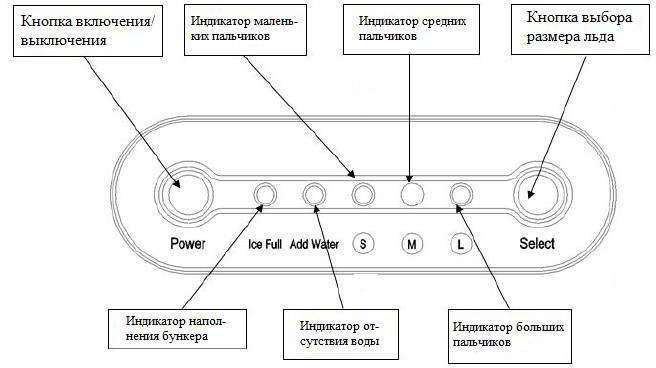 Кнопка включения/
выключения
Индикатор малень-
ких пальчиков
Индикатор средних
пальчиков
Кнопка выбора
размера льда
Power
Ice Full
Add Water
S
M
L
Select
Индикатор напол-
нения бункера
Индикатор от-
сутствия воды
Индикатор больших
пальчиков